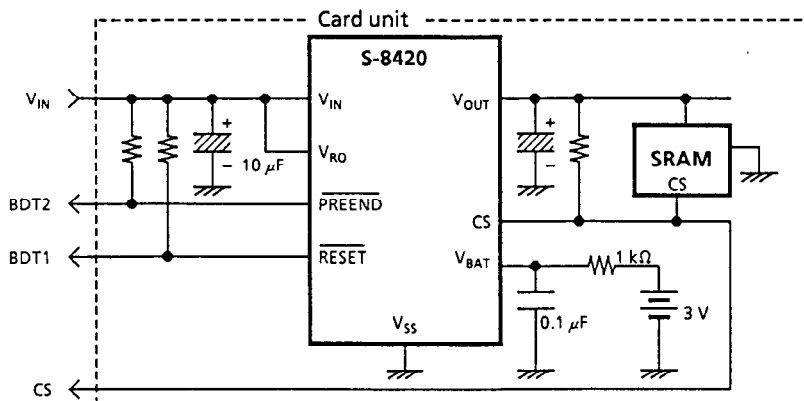 Card unit
S-8420
VIN
VIN
VOUT
+
+
SRAM
CS
VRO
– 10 μF
–
BDT2
PREEND
CS
BDT1
RESET
VBAT
1 kΩ
VSS
0.1 μF
3 V
CS